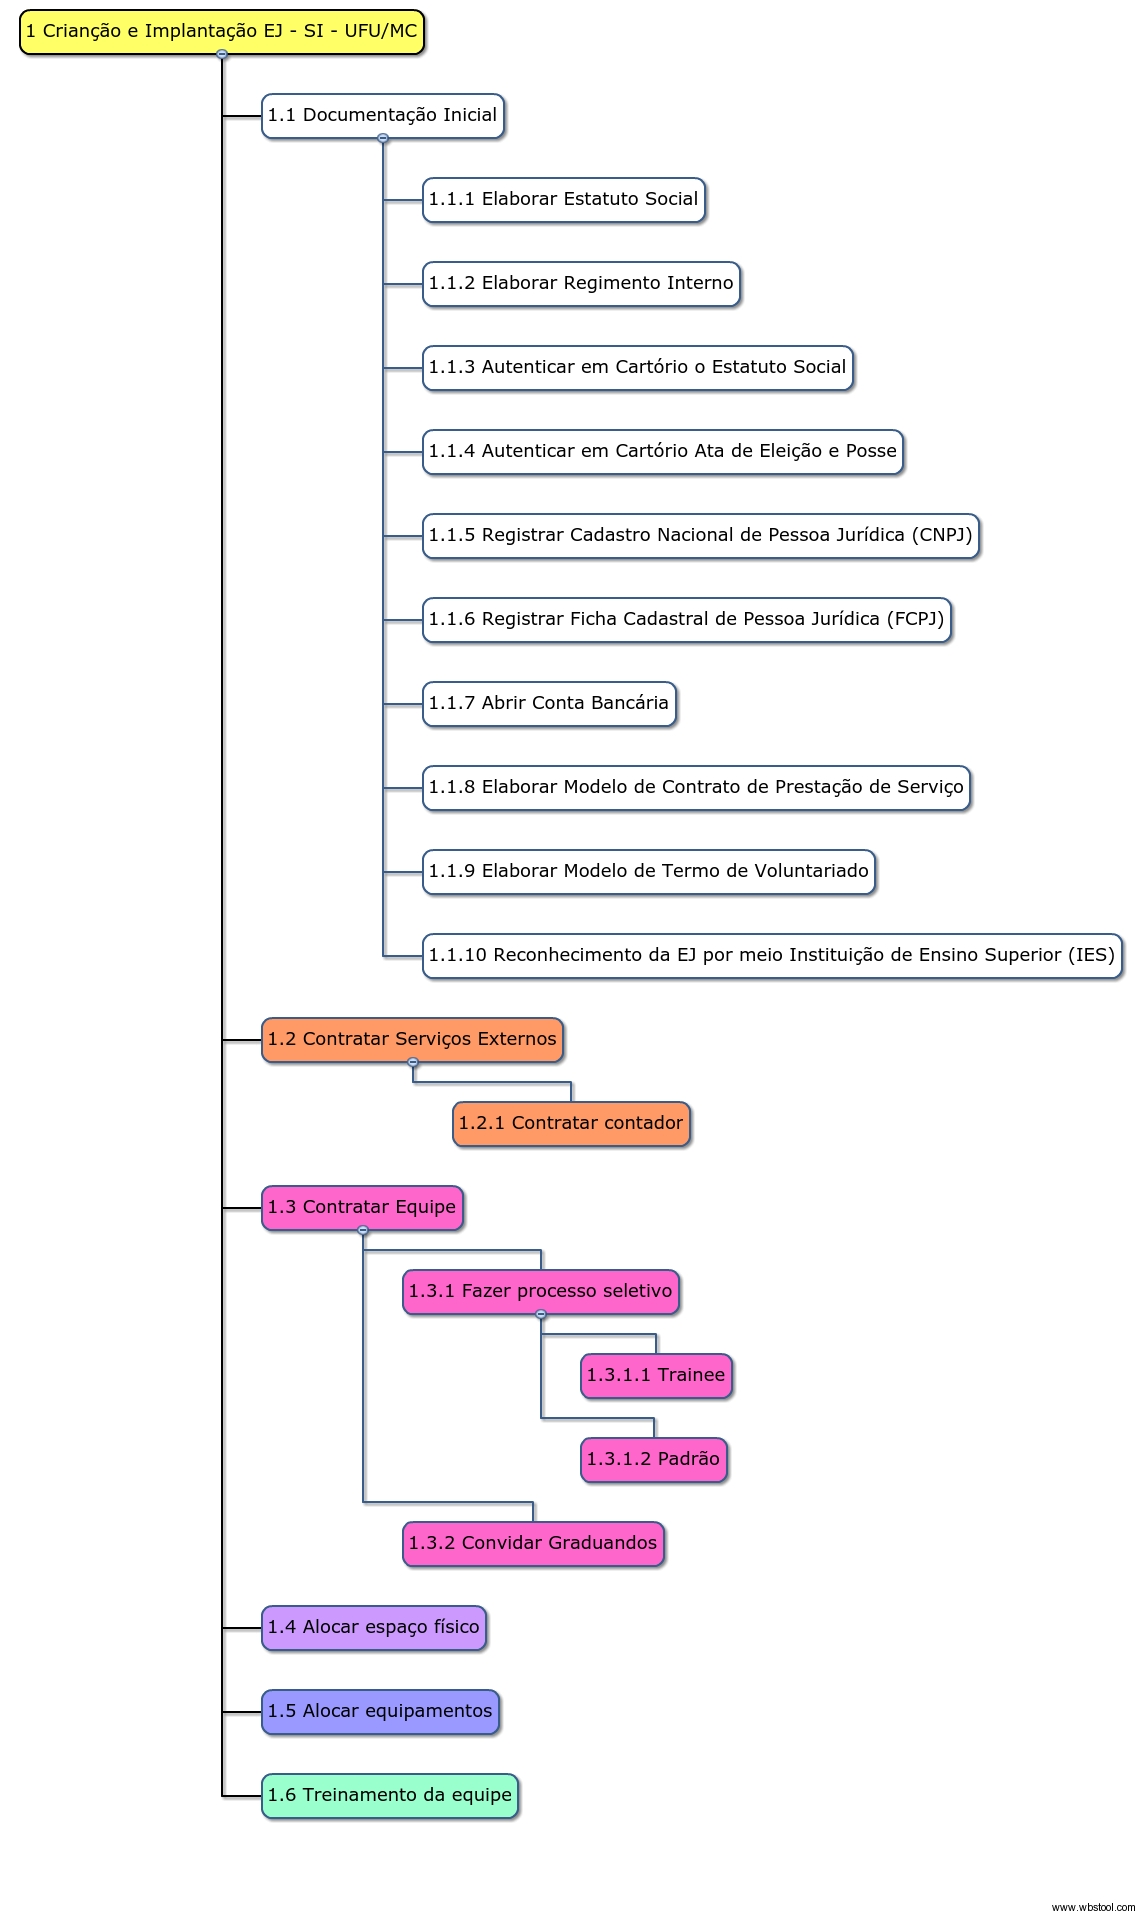 1 Crianção e Implantação EJ - SI - UFU/MC
1.1 Documentação Inicial
1.1.1 Elaborar Estatuto Social
1.1.2 Elaborar Regimento Interno
1.1.3 Autenticar em Cartório o Estatuto Social
1.1.4 Autenticar em Cartório Ata de Eleição e Posse
1.1.5 Registrar Cadastro Nacional de Pessoa Jurídica (CNPJ)
1.1.6 Registrar Ficha Cadastral de Pessoa Jurídica (FCPJ)
1.1.7 Abrir Conta Bancária
1.1.8 Elaborar Modelo de Contrato de Prestação de Serviço
1.1.9 Elaborar Modelo de Termo de Voluntariado
1.1.10 Reconhecimento da EJ por meio Instituição de Ensino Superior (IES)
1.2 Contratar Serviços Externos
1.2.1 Contratar contador
1.3 Contratar Equipe
1.3.1 Fazer processo seletivo
1.3.1.1 Trainee
1.3.1.2 Padrão
1.3.2 Convidar Graduandos
1.4 Alocar espaço físico
1.5 Alocar equipamentos
1.6 Treinamento da equipe
www.wbstool.com